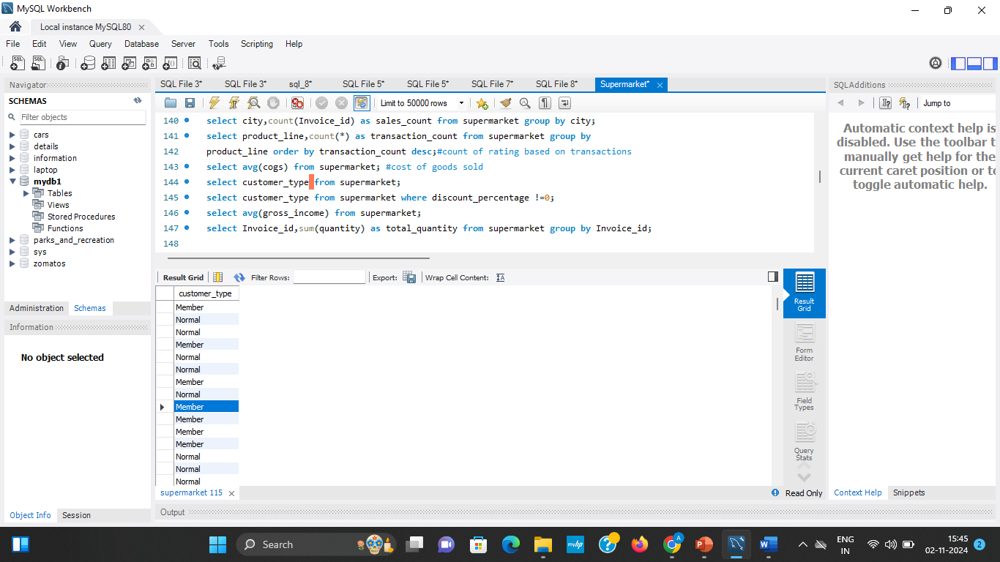 MySQL Workbench
Local instance MySQL80
File Edit View Query Database Server Tools Scripting Help
Navigator
SCHEMAS
Filter objects
cars
details
information
laptop
mydb1
Tables
Views
Stored Procedures
Functions
parks_and_recreation
sys
zomatos
Administration Schemas
Information
No object selected
Object Info Session
SQL File 3* SQL File 3* sql_8* SQL File 5* SQL File 5* SQL File 7* SQL File 8* Supermarket*
Limit to 50000 rows
140 select city,count(Invoice_id) as sales_count from supermarket group by city;
141 select product_line,count(*) as transaction_count from supermarket group by
142 product_line order by transaction_count desc;#count of rating based on transactions
143 select avg(cogs) from supermarket; #cost of goods sold
144 select customer_type from supermarket;
145 select customer_type from supermarket where discount_percentage !=0;
146 select avg(gross_income) from supermarket;
147 select Invoice_id,sum(quantity) as total_quantity from supermarket group by Invoice_id;
148
Result Grid Filter Rows: Export: Wrap Cell Content: IA
customer_type
Member
Normal
Normal
Member
Normal
Normal
Member
Normal
Member
Member
Member
Member
Normal
Normal
Normal
supermarket 115
Read Only
Output
Result
Grid
Form
Editor
Field
Types
Query
Stats
SQLAdditions
Jump to
Automatic context help is
disabled. Use the toolbar t
manually get help for the
current caret position or to
toggle automatic help.
Context Help Snippets
Search
myhp
A
ENG
IN
15:45
02-11-2024
2